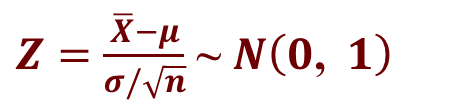 Z = (X̅−μ)/(σ/√n) ~ N(0, 1)